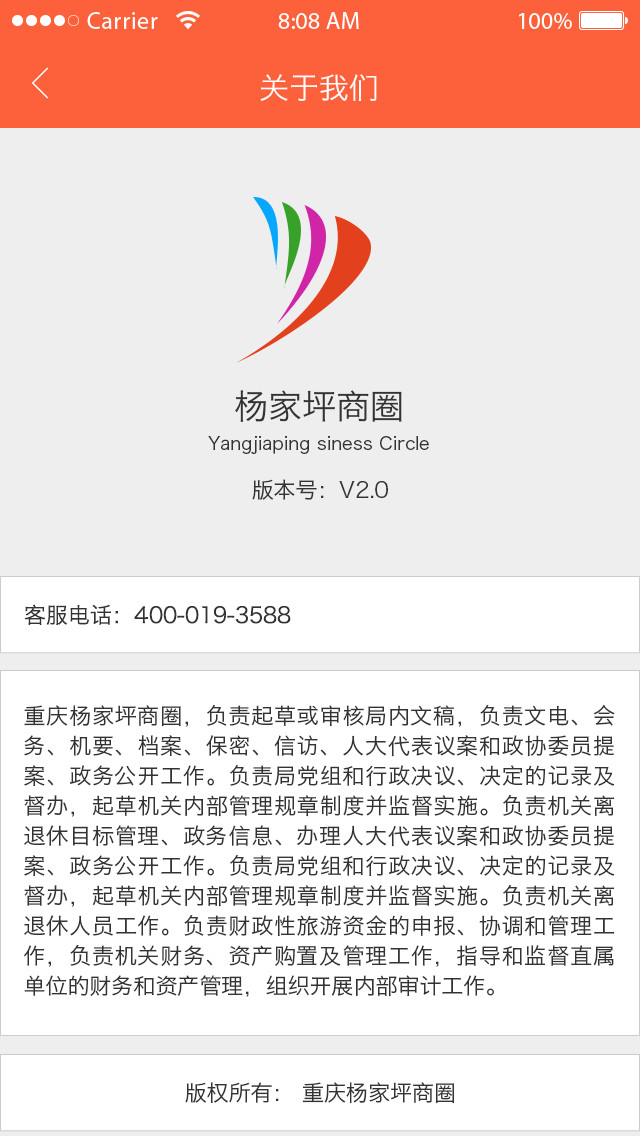 Carrier 8:08 AM 100%
关于我们
杨家坪商圈
Yangjiaping siness Circle
版本号：V2.0
客服电话：400-019-3588
重庆杨家坪商圈，负责起草或审核局内文稿，负责文电、会
务、机要、档案、保密、信访、人大代表议案和政协委员提
案、政务公开工作。负责局党组和行政决议、决定的记录及
督办，起草机关内部管理规章制度并监督实施。负责机关离
退休目标管理、政务信息、办理人大代表议案和政协委员提
案、政务公开工作。负责局党组和行政决议、决定的记录及
督办，起草机关内部管理规章制度并监督实施。负责机关离
退休人员工作。负责财政性旅游资金的申报、协调和管理工
作，负责机关财务、资产购置及管理工作，指导和监督直属
单位的财务和资产管理，组织开展内部审计工作。
版权所有： 重庆杨家坪商圈